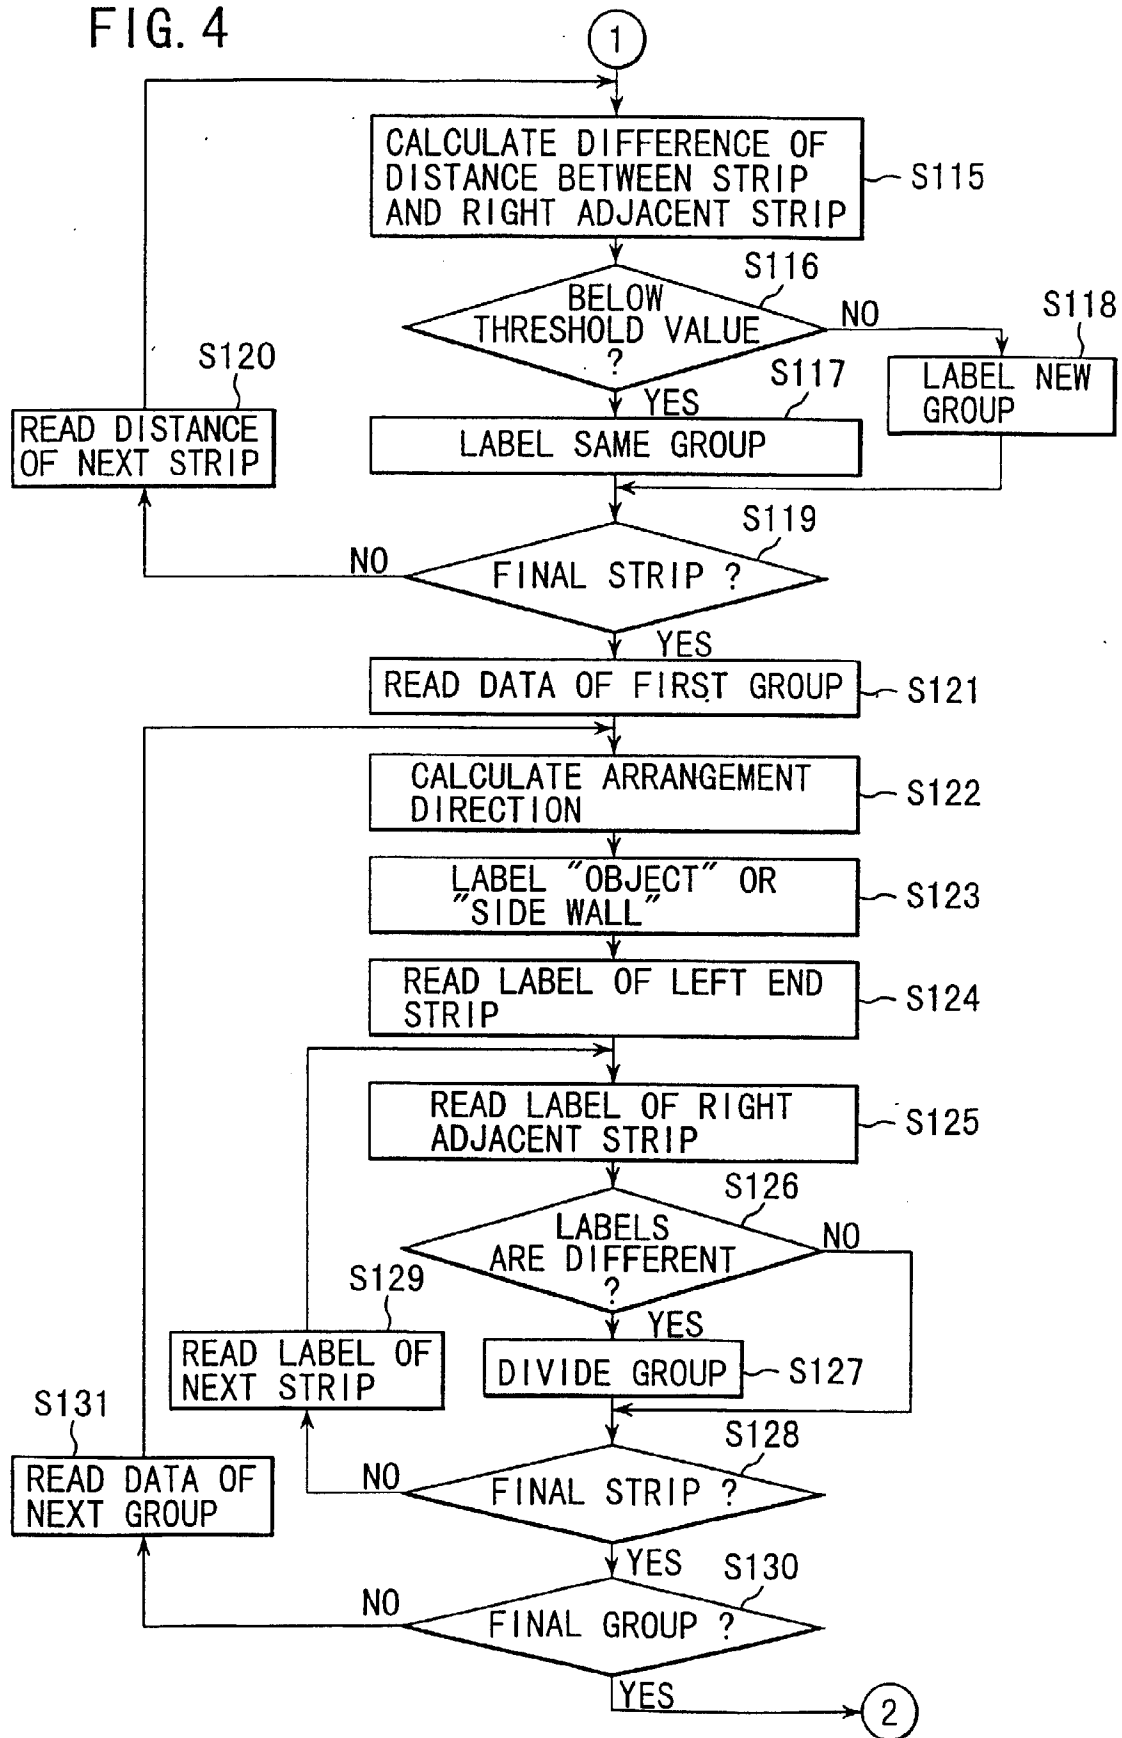 FIG. 4
1
CALCULATE DIFFERENCE OF
DISTANCE BETWEEN STRIP
AND RIGHT ADJACENT STRIP
S115
S116
BELOW
THRESHOLD VALUE
?
NO
S118
LABEL NEW
GROUP
S117
YES
LABEL SAME GROUP
S120
READ DISTANCE
OF NEXT STRIP
S119
NO
FINAL STRIP ?
YES
READ DATA OF FIRST GROUP
S121
CALCULATE ARRANGEMENT
DIRECTION
S122
LABEL "OBJECT" OR
"SIDE WALL"
S123
READ LABEL OF LEFT END
STRIP
S124
READ LABEL OF RIGHT
ADJACENT STRIP
S125
S126
LABELS
ARE DIFFERENT
?
NO
S129
YES
READ LABEL OF
NEXT STRIP
DIVIDE GROUP
S127
S131
S128
READ DATA OF
NEXT GROUP
NO
FINAL STRIP ?
YES
S130
NO
FINAL GROUP ?
YES
2